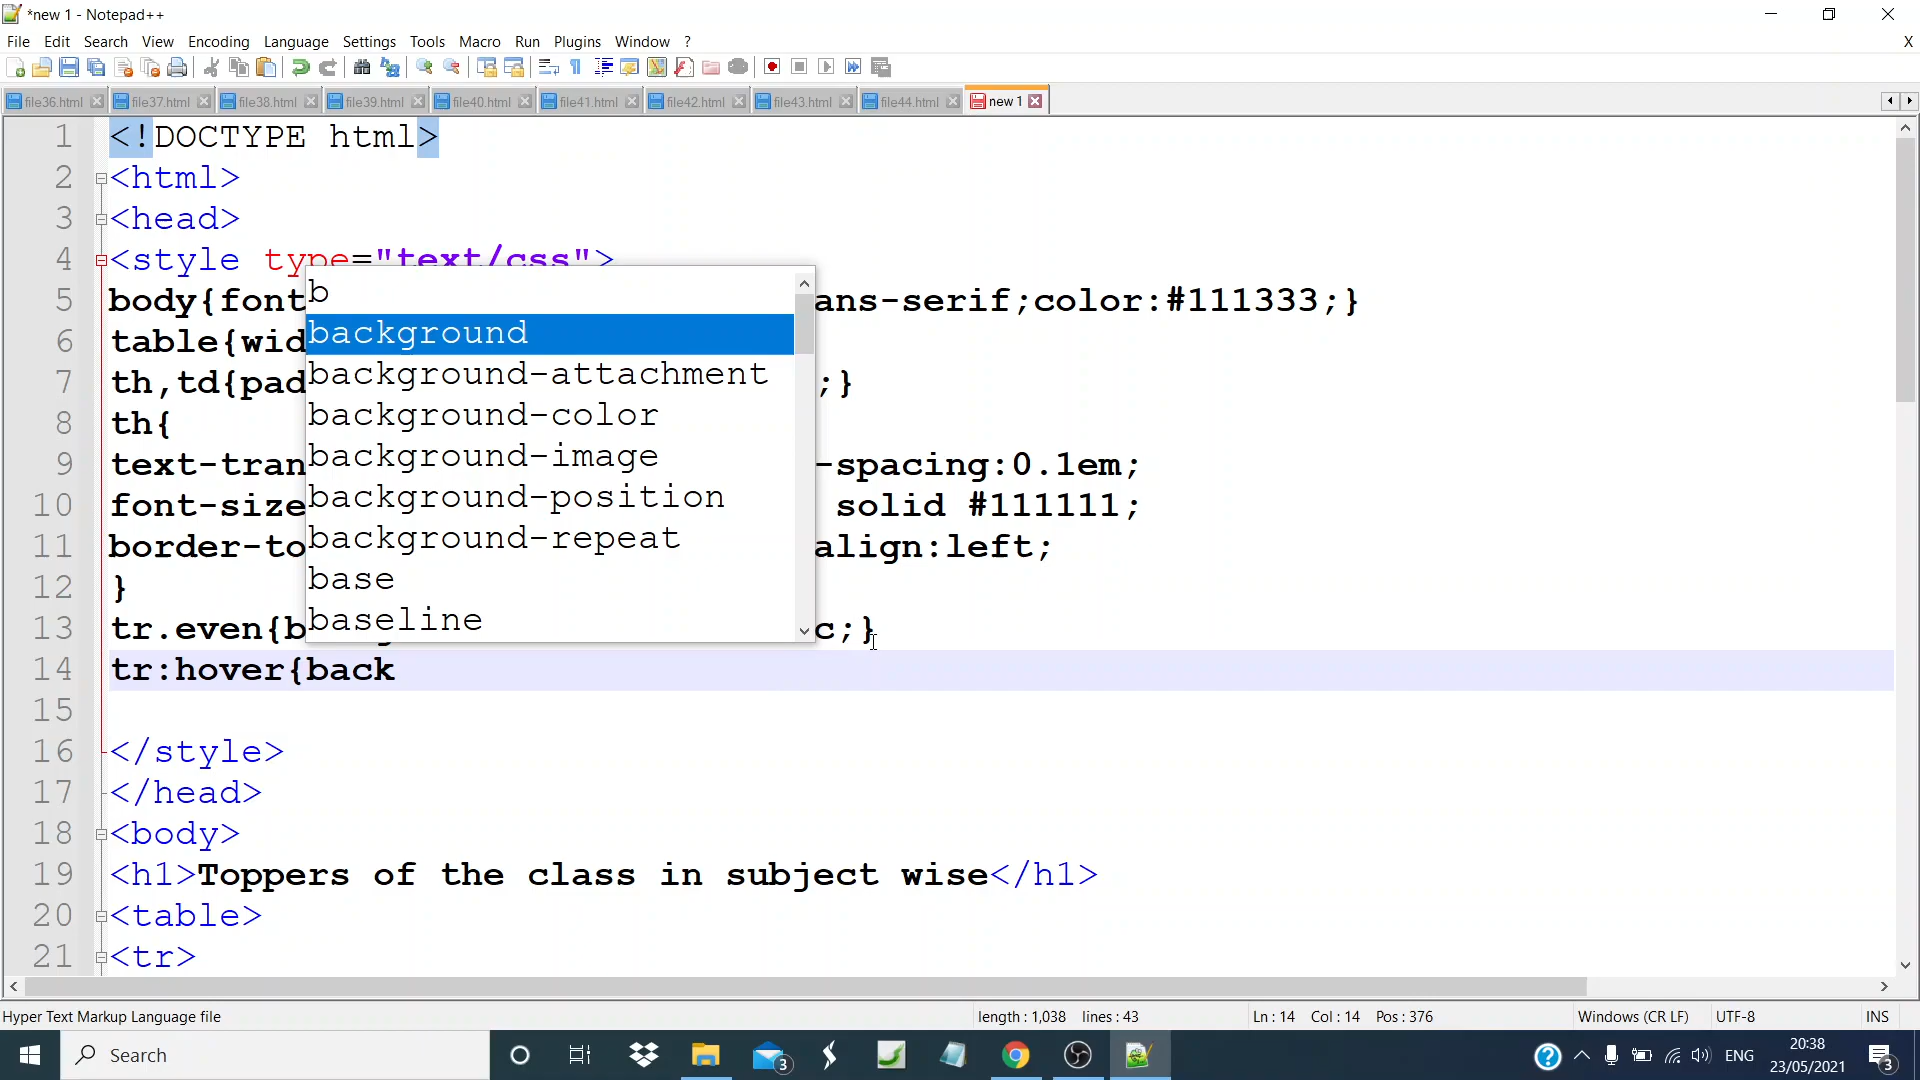 *new 1 - Notepad++
File Edit Search View Encoding Language Settings Tools Macro Run Plugins Window ? X
file36.html file37.html file38.html file39.html file40.html file41.html file42.html file43.html file44.html new 1
1 <!DOCTYPE html>
2 <html>
3 <head>
4 <style type="text/css">
5 body{font ans-serif;color:#111333;}
6 table{wid
7 th,td{pad ;}
8 th{
9 text-tran -spacing:0.1em;
10 font-size solid #111111;
11 border-to align:left;
12 }
13 tr.even{b c;}
14 tr:hover{back
15
16 </style>
17 </head>
18 <body>
19 <h1>Toppers of the class in subject wise</h1>
20 <table>
21 <tr>
b
background
background-attachment
background-color
background-image
background-position
background-repeat
base
baseline
Hyper Text Markup Language file length : 1,038 lines : 43 Ln : 14 Col : 14 Pos : 376 Windows (CR LF) UTF-8 INS
Search 3 ENG 20:38 3
23/05/2021